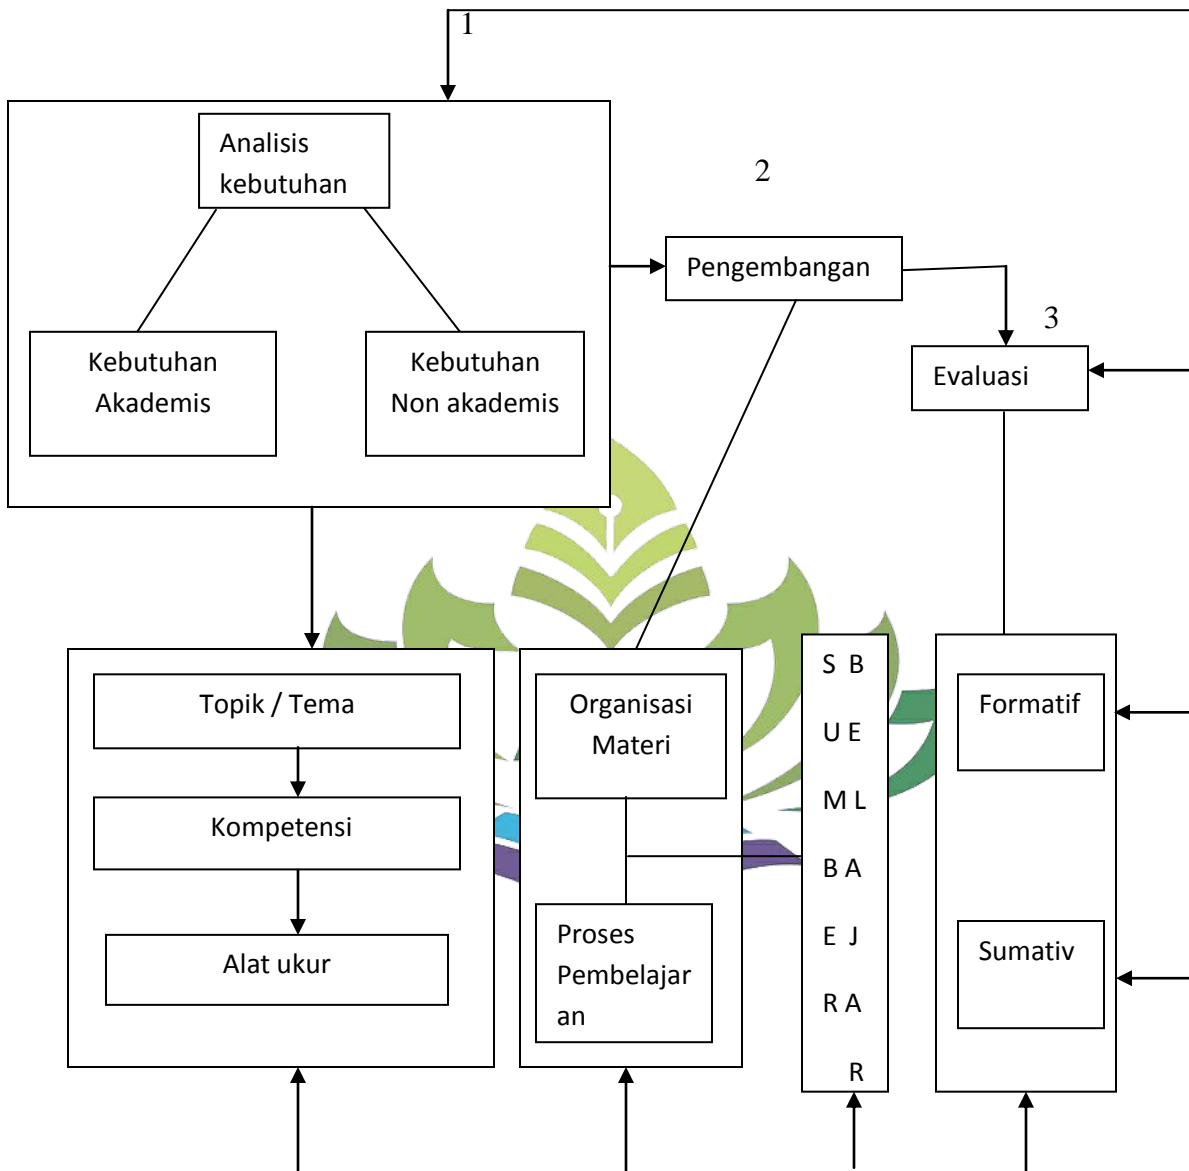 1
Analisis
kebutuhan
2
Pengembangan
3
Kebutuhan
Akademis
Kebutuhan
Non akademis
Evaluasi
Topik / Tema
Kompetensi
Alat ukur
Organisasi
Materi
Proses
Pembelajar
an
S B
U E
M L
B A
E J
R A
R
Formatif
Sumativ